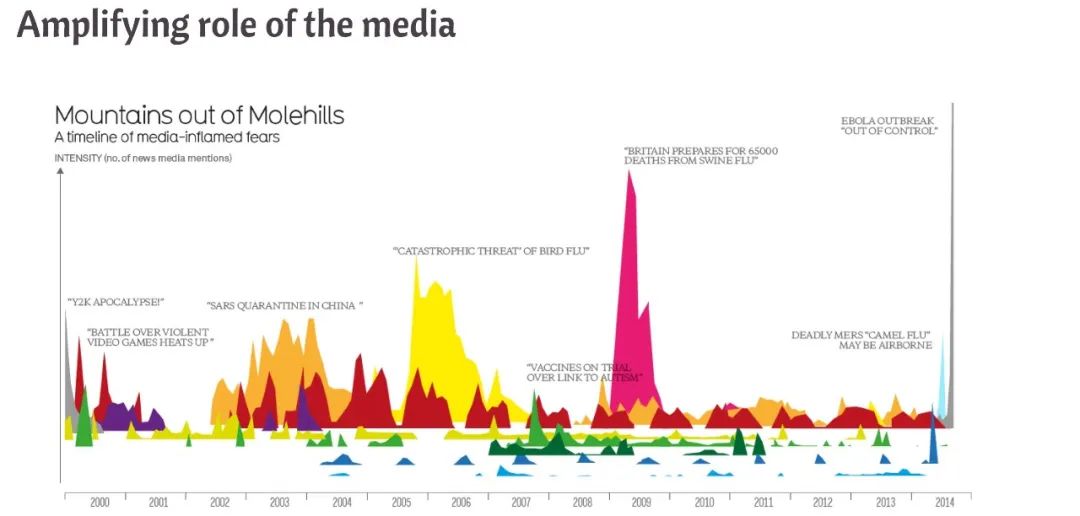 Amplifying role of the media
Mountains out of Molehills
A timeline of media-inflamed fears
INTENSITY (no. of news media mentions)
EBOLA OUTBREAK
"OUT OF CONTROL"
"BRITAIN PREPARES FOR 65000
DEATHS FROM SWINE FLU"
"'CATASTROPHIC THREAT' OF BIRD FLU"
"Y2K APOCALYPSE!"
"SARS QUARANTINE IN CHINA "
"BATTLE OVER VIOLENT
VIDEO GAMES HEATS UP"
DEADLY MERS "CAMEL FLU"
MAY BE AIRBORNE
"VACCINES ON TRIAL
OVER LINK TO AUTISM"
2000 2001 2002 2003 2004 2005 2006 2007 2008 2009 2010 2011 2012 2013 2014